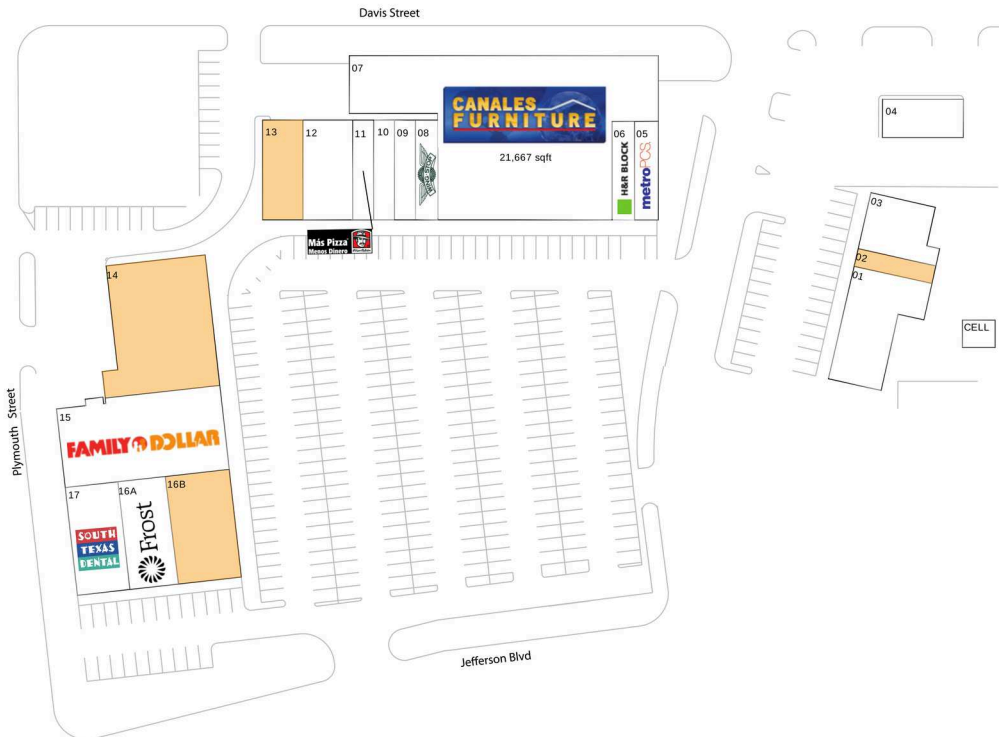 Davis Street
07
CANALES
FURNITURE
21,667 sqft
13
12
11
10
09
08
WING STOP
06
H&R BLOCK
05
metroPCS.
04
Más Pizza
Menos Dinero
03
02
01
CELL
14
Plymouth Street
15
FAMILY DOLLAR
17
SOUTH
TEXAS
DENTAL
16A
Frost
16B
Jefferson Blvd